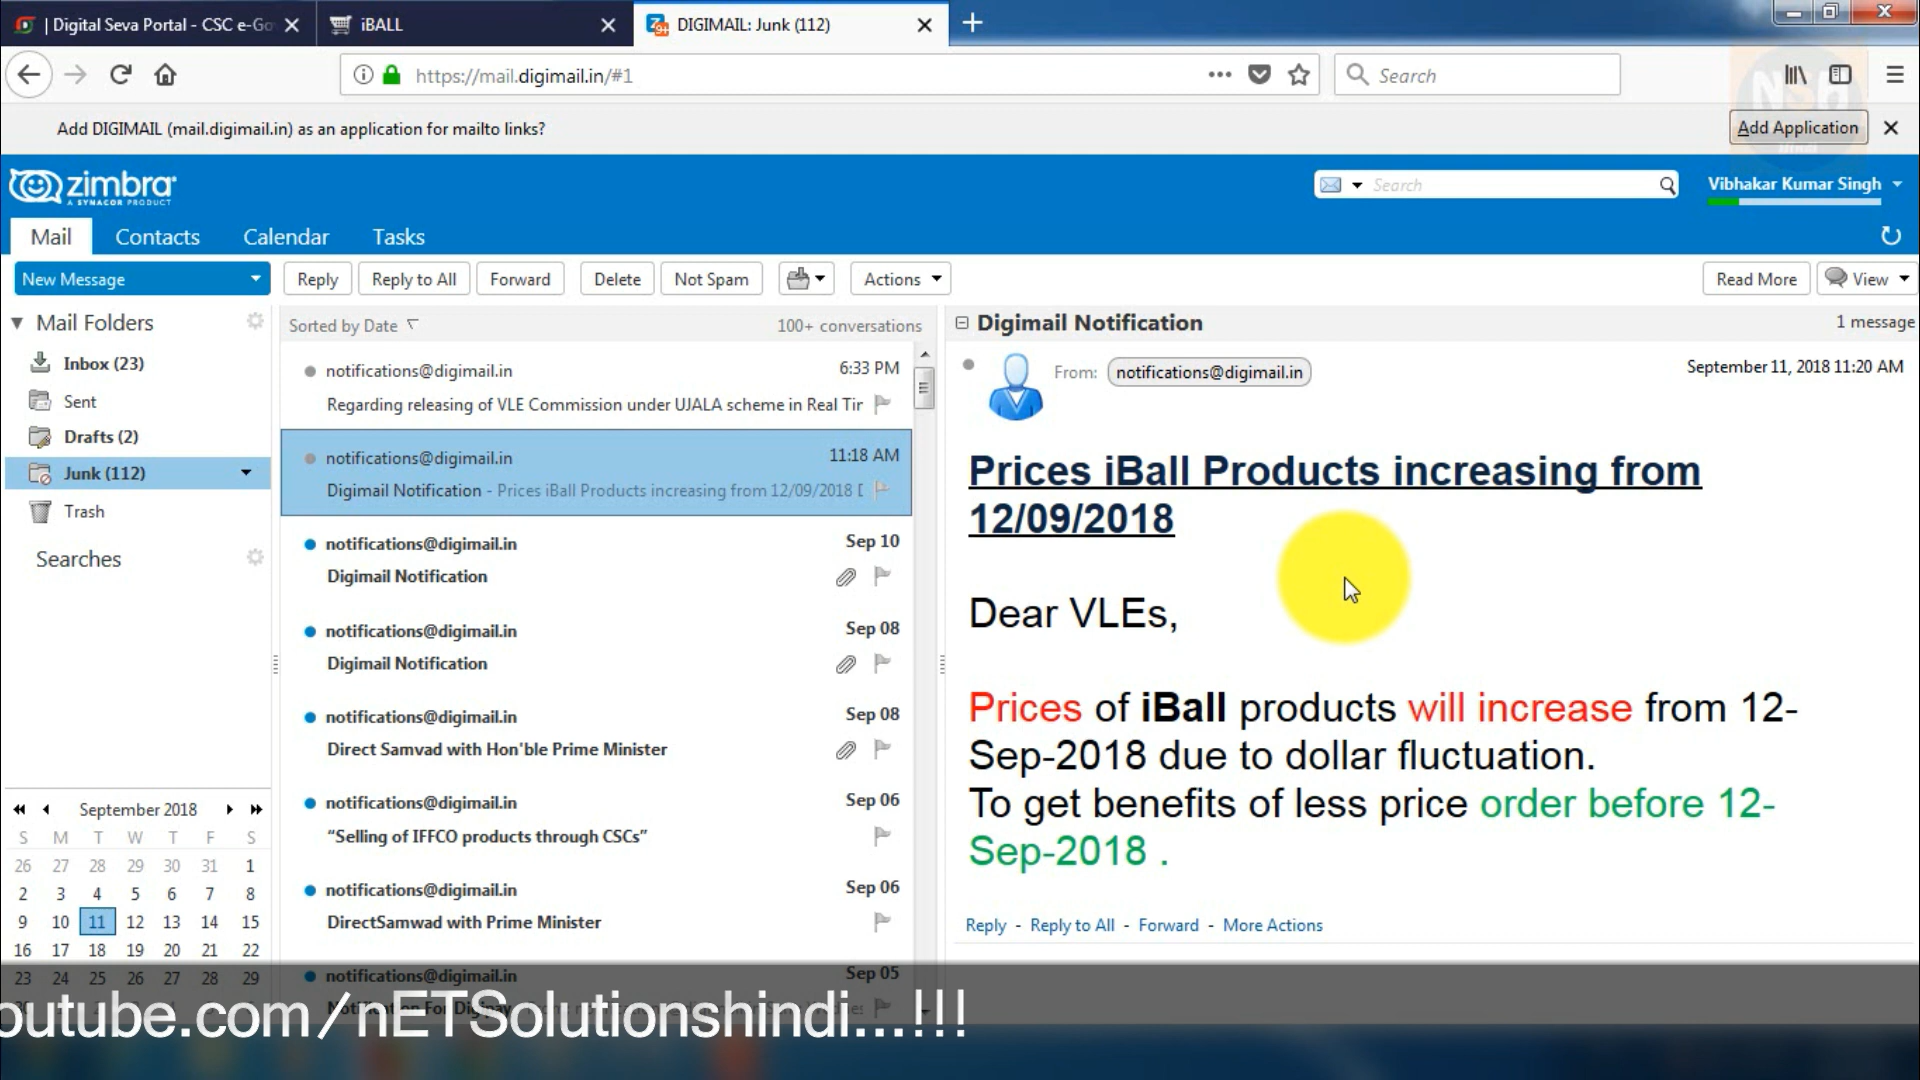 | Digital Seva Portal - CSC e-Go
iBALL
DIGIMAIL: Junk (112)
https://mail.digimail.in/#1
Search
Add DIGIMAIL (mail.digimail.in) as an application for mailto links?
Add Application
zimbra
A SYNACOR PRODUCT
Search
Vibhakar Kumar Singh
Mail
Contacts
Calendar
Tasks
New Message
Reply
Reply to All
Forward
Delete
Not Spam
Actions
Read More
View
Mail Folders
Inbox (23)
Sent
Drafts (2)
Junk (112)
Trash
Searches
September 2018
S M T W T F S
26 27 28 29 30 31 1
2 3 4 5 6 7 8
9 10 11 12 13 14 15
16 17 18 19 20 21 22
23 24 25 26 27 28 29
Sorted by Date
100+ conversations
notifications@digimail.in 6:33 PM
Regarding releasing of VLE Commission under UJALA scheme in Real Tir
notifications@digimail.in 11:18 AM
Digimail Notification - Prices iBall Products increasing from 12/09/2018 D
notifications@digimail.in Sep 10
Digimail Notification
notifications@digimail.in Sep 08
Digimail Notification
notifications@digimail.in Sep 08
Direct Samvad with Hon'ble Prime Minister
notifications@digimail.in Sep 06
“Selling of IFFCO products through CSCs”
notifications@digimail.in Sep 06
DirectSamwad with Prime Minister
notifications@digimail.in Sep 05
Digimail Notification
1 message
From: notifications@digimail.in
September 11, 2018 11:20 AM
Prices iBall Products increasing from
12/09/2018
Dear VLEs,
Prices of iBall products will increase from 12-
Sep-2018 due to dollar fluctuation.
To get benefits of less price order before 12-
Sep-2018 .
Reply - Reply to All - Forward - More Actions
outube.com/nETSolutionshindi...!!!